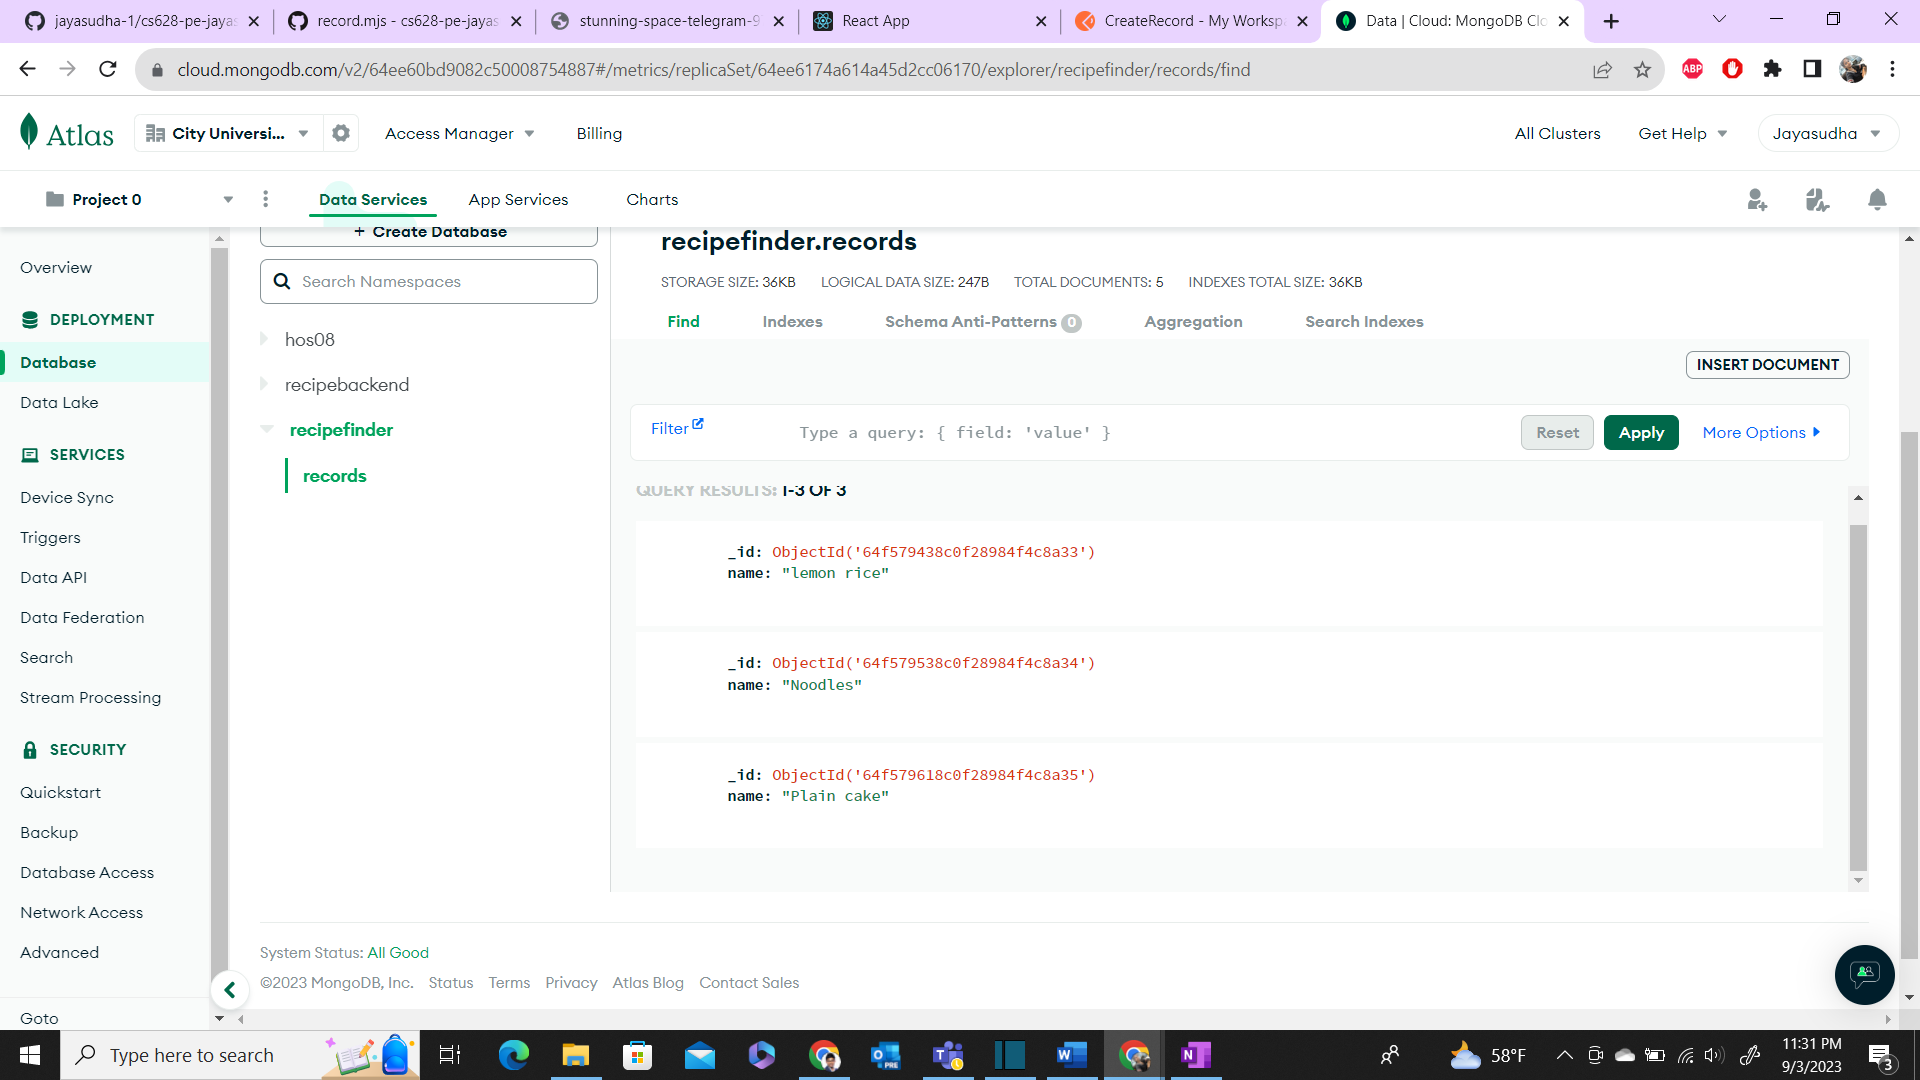 jayasudha-1/cs628-pe-jayas
record.mjs - cs628-pe-jayas
stunning-space-telegram-9
React App
CreateRecord - My Workspa
Data | Cloud: MongoDB Clo
cloud.mongodb.com/v2/64ee60bd9082c50008754887#/metrics/replicaSet/64ee6174a614a45d2cc06170/explorer/recipefinder/records/find
ABP
Atlas
City Universi...
Access Manager
Billing
All Clusters
Get Help
Jayasudha
Project 0
Data Services
App Services
Charts
Overview
DEPLOYMENT
Database
Data Lake
SERVICES
Device Sync
Triggers
Data API
Data Federation
Search
Stream Processing
SECURITY
Quickstart
Backup
Database Access
Network Access
Advanced
Goto
+ Create Database
Search Namespaces
hos08
recipebackend
recipefinder
records
recipefinder.records
STORAGE SIZE: 36KB LOGICAL DATA SIZE: 247B TOTAL DOCUMENTS: 5 INDEXES TOTAL SIZE: 36KB
Find Indexes Schema Anti-Patterns 0 Aggregation Search Indexes
INSERT DOCUMENT
Filter
Type a query: { field: 'value' }
Reset
Apply
More Options
QUERY RESULTS: 1-3 OF 3
_id: ObjectId('64f579438c0f28984f4c8a33')
name: "lemon rice"
_id: ObjectId('64f579538c0f28984f4c8a34')
name: "Noodles"
_id: ObjectId('64f579618c0f28984f4c8a35')
name: "Plain cake"
System Status: All Good
©2023 MongoDB, Inc. Status Terms Privacy Atlas Blog Contact Sales
Type here to search
58°F
11:31 PM
9/3/2023
3